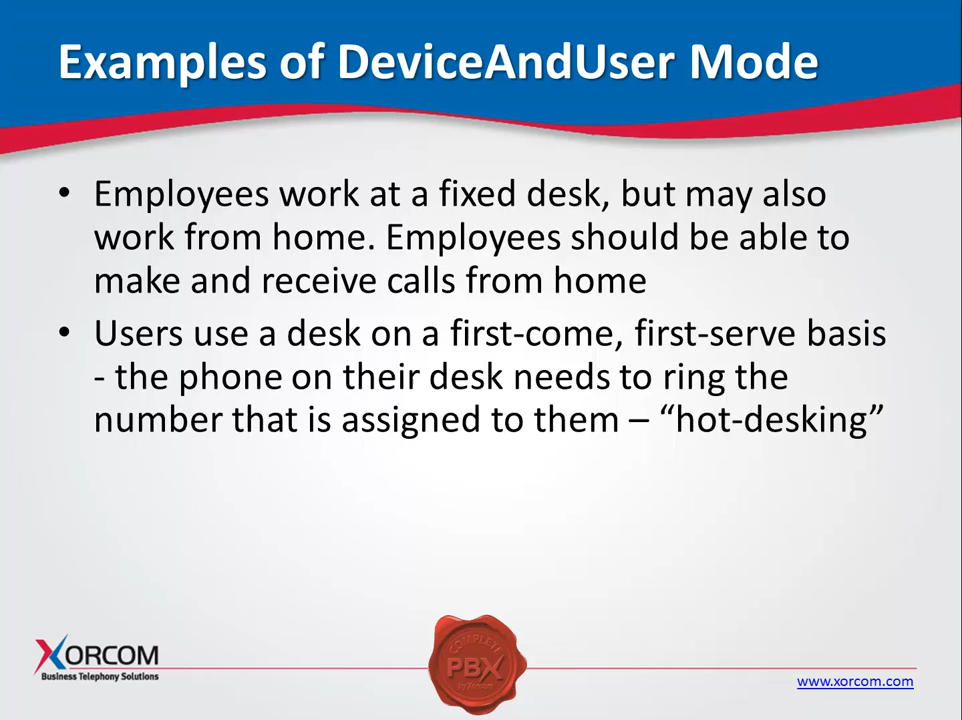 Examples of DeviceAndUser Mode
• Employees work at a fixed desk, but may also
work from home. Employees should be able to
make and receive calls from home
• Users use a desk on a first-come, first-serve basis
- the phone on their desk needs to ring the
number that is assigned to them – “hot-desking”
XORCOM
Business Telephony Solutions
COMPLETE
PBX
by Xorcom
www.xorcom.com